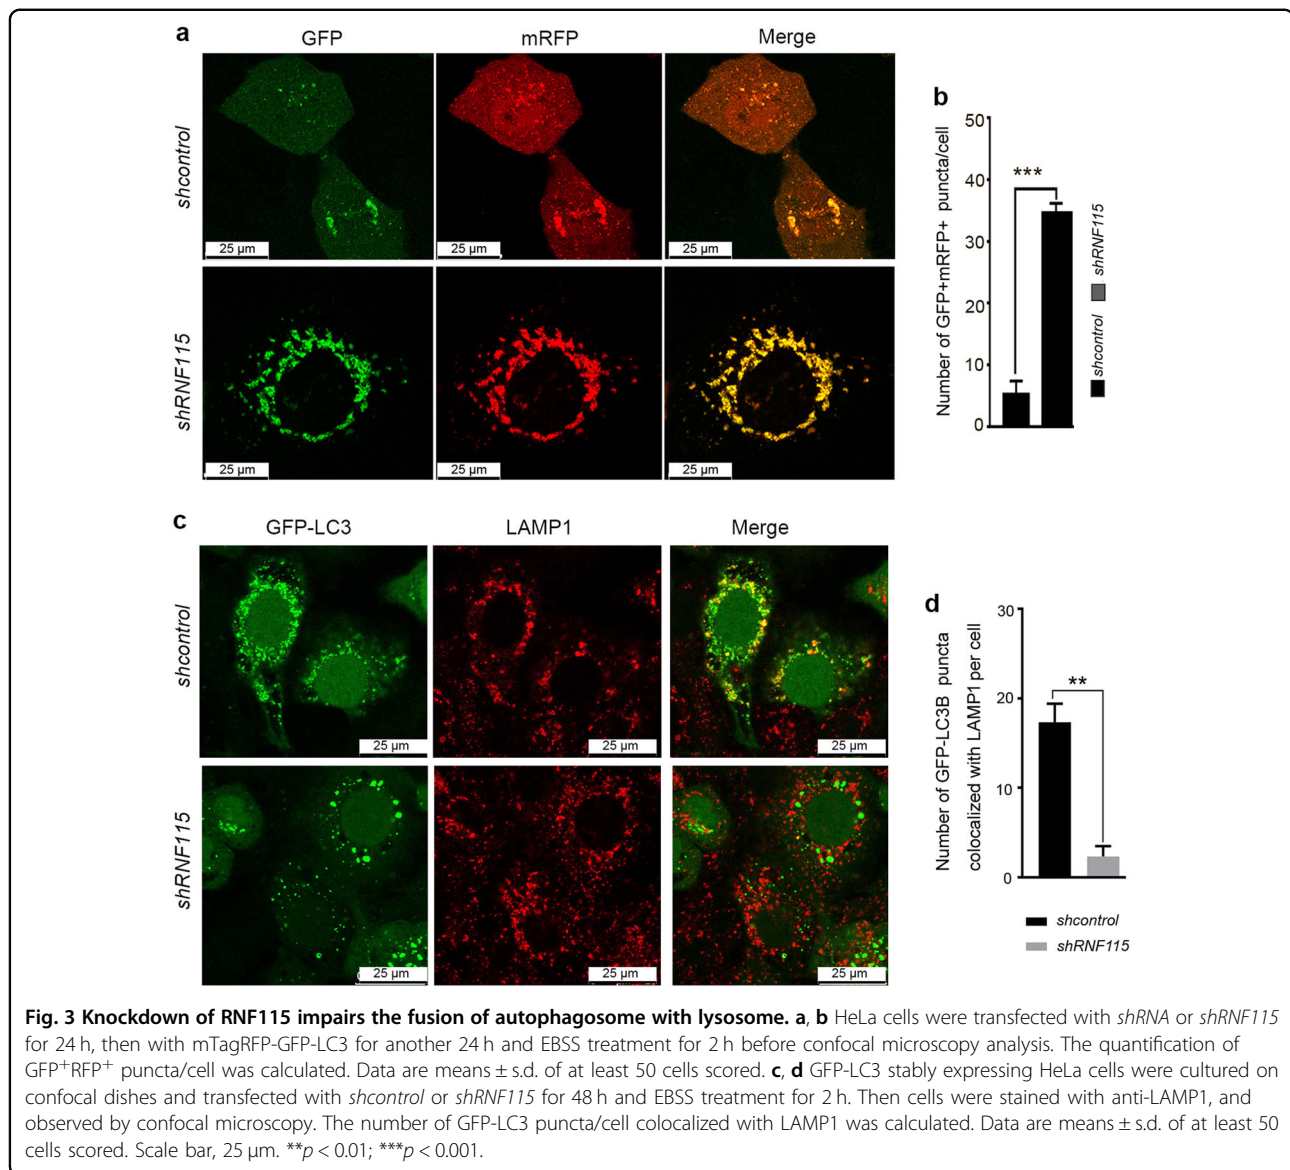 a
GFP
mRFP
Merge
shcontrol
25 µm
25 µm
25 µm
shRNF115
25 µm
25 µm
25 µm
b
Number of GFP+mRFP+ puncta/cell
50
40
30
20
10
0
***
shcontrol
shRNF115
c
GFP-LC3
LAMP1
Merge
shcontrol
25 µm
25 µm
25 µm
shRNF115
25 µm
25 µm
25 µm
d
Number of GFP-LC3B puncta
colocalized with LAMP1 per cell
30
20
10
0
**
shcontrol
shRNF115
Fig. 3 Knockdown of RNF115 impairs the fusion of autophagosome with lysosome. a, b HeLa cells were transfected with shRNA or shRNF115
for 24 h, then with mTagRFP-GFP-LC3 for another 24 h and EBSS treatment for 2 h before confocal microscopy analysis. The quantification of
GFP⁺RFP⁺ puncta/cell was calculated. Data are means ± s.d. of at least 50 cells scored. c, d GFP-LC3 stably expressing HeLa cells were cultured on
confocal dishes and transfected with shcontrol or shRNF115 for 48 h and EBSS treatment for 2 h. Then cells were stained with anti-LAMP1, and
observed by confocal microscopy. The number of GFP-LC3 puncta/cell colocalized with LAMP1 was calculated. Data are means ± s.d. of at least 50
cells scored. Scale bar, 25 µm. **p < 0.01; ***p < 0.001.